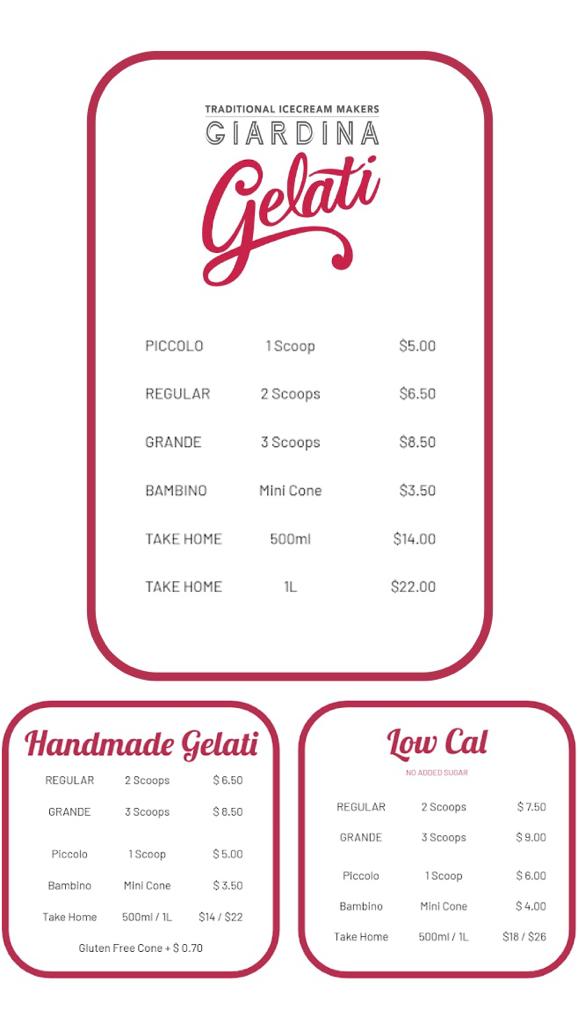 TRADITIONAL ICECREAM MAKERS
GIARDINA
Gelati
PICCOLO 1 Scoop $5.00
REGULAR 2 Scoops $6.50
GRANDE 3 Scoops $8.50
BAMBINO Mini Cone $3.50
TAKE HOME 500ml $14.00
TAKE HOME 1L $22.00
Handmade Gelati
REGULAR 2 Scoops $ 6.50
GRANDE 3 Scoops $ 8.50
Piccolo 1 Scoop $ 5.00
Bambino Mini Cone $ 3.50
Take Home 500ml / 1L $14 / $22
Gluten Free Cone + $ 0.70
Low Cal
NO ADDED SUGAR
REGULAR 2 Scoops $ 7.50
GRANDE 3 Scoops $ 9.00
Piccolo 1 Scoop $ 6.00
Bambino Mini Cone $ 4.00
Take Home 500ml / 1L $18 / $26